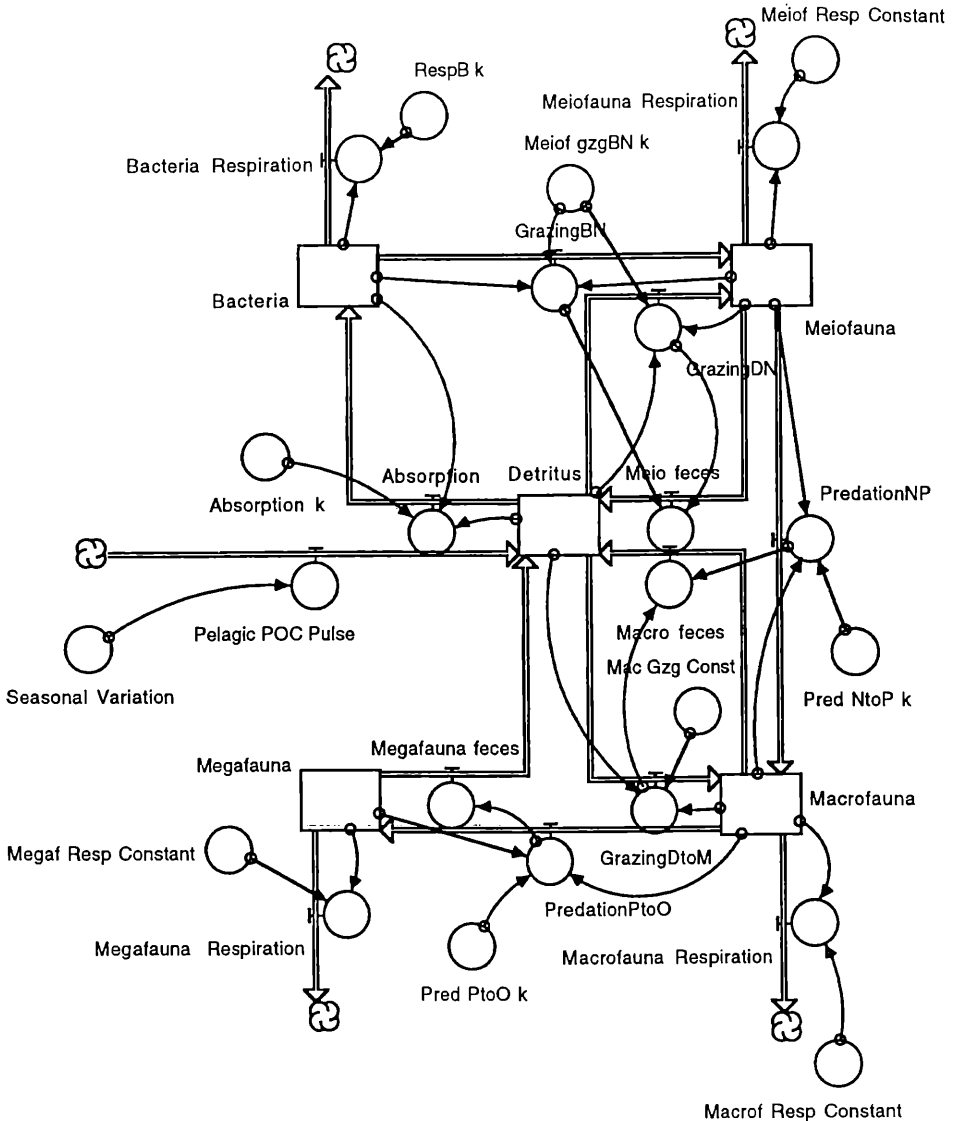 Meiof Resp Constant
RespB k
Meiofauna Respiration
Meiof gzgBN k
Bacteria Respiration
GrazingBN
Bacteria
Meiofauna
GrazingDN
Absorption
Detritus
Meio feces
Absorption k
PredationNP
Pelagic POC Pulse
Macro feces
Mac Gzg Const
Seasonal Variation
Pred NtoP k
Megafauna feces
Megafauna
Macrofauna
Megaf Resp Constant
GrazingDtoM
PredationPtoO
Megafauna Respiration
Macrofauna Respiration
Pred PtoO k
Macrof Resp Constant